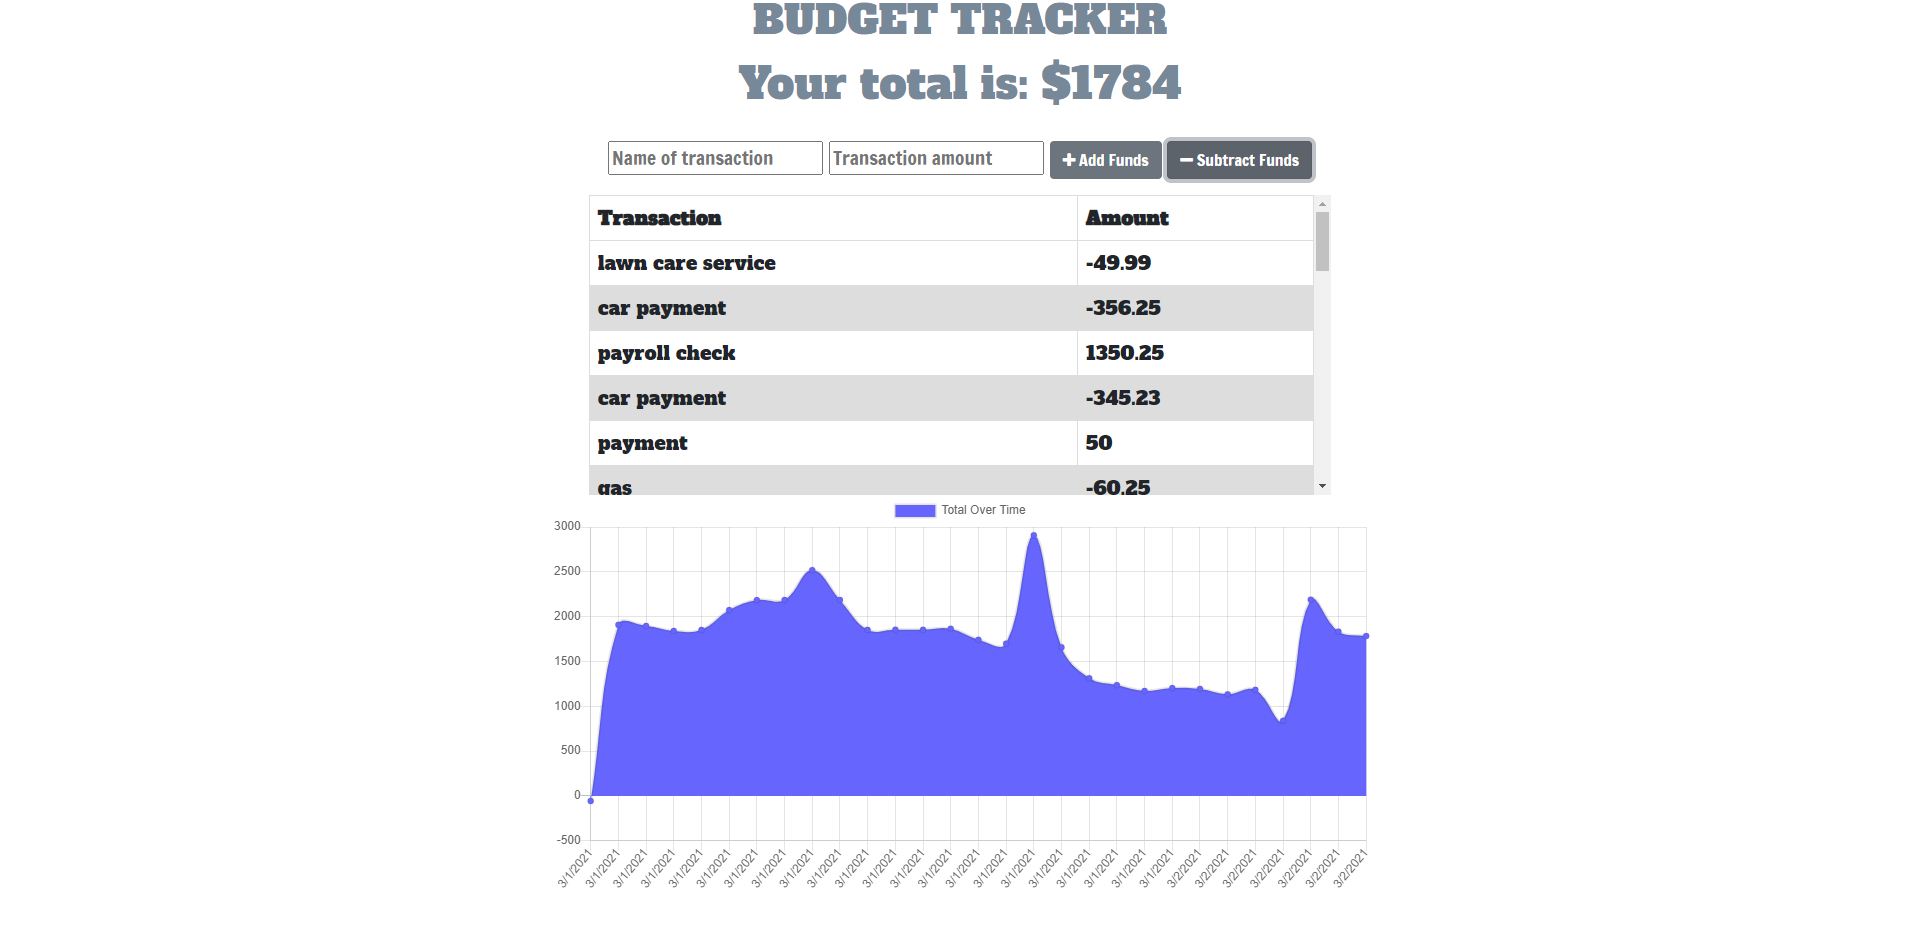 BUDGET TRACKER
Your total is: $1784
Name of transaction Transaction amount Add Funds Subtract Funds
Transaction Amount
lawn care service -49.99
car payment -356.25
payroll check 1350.25
car payment -345.23
payment 50
gas -60.25
Total Over Time
3000
2500
2000
1500
1000
500
0
-500
3/1/2021 3/1/2021 3/1/2021 3/1/2021 3/1/2021 3/1/2021 3/1/2021 3/1/2021 3/1/2021 3/1/2021 3/1/2021 3/1/2021 3/1/2021 3/1/2021 3/1/2021 3/1/2021 3/1/2021 3/1/2021 3/1/2021 3/1/2021 3/1/2021 3/1/2021 3/2/2021 3/2/2021 3/2/2021 3/2/2021 3/2/2021 3/2/2021 3/2/2021